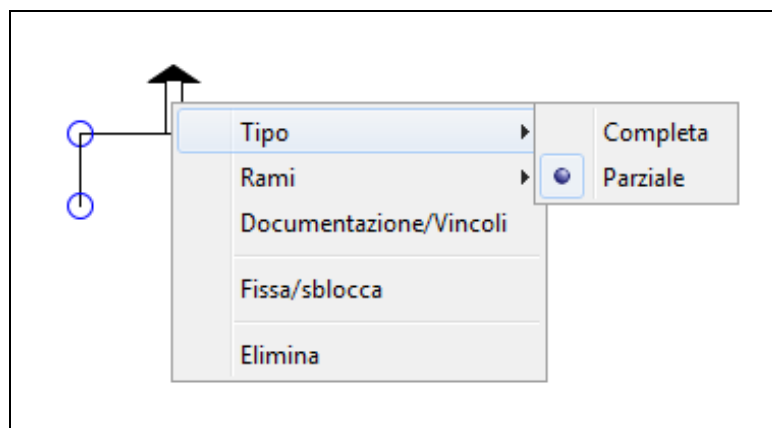 Tipo
Completa
Rami
Parziale
Documentazione/Vincoli
Fissa/sblocca
Elimina